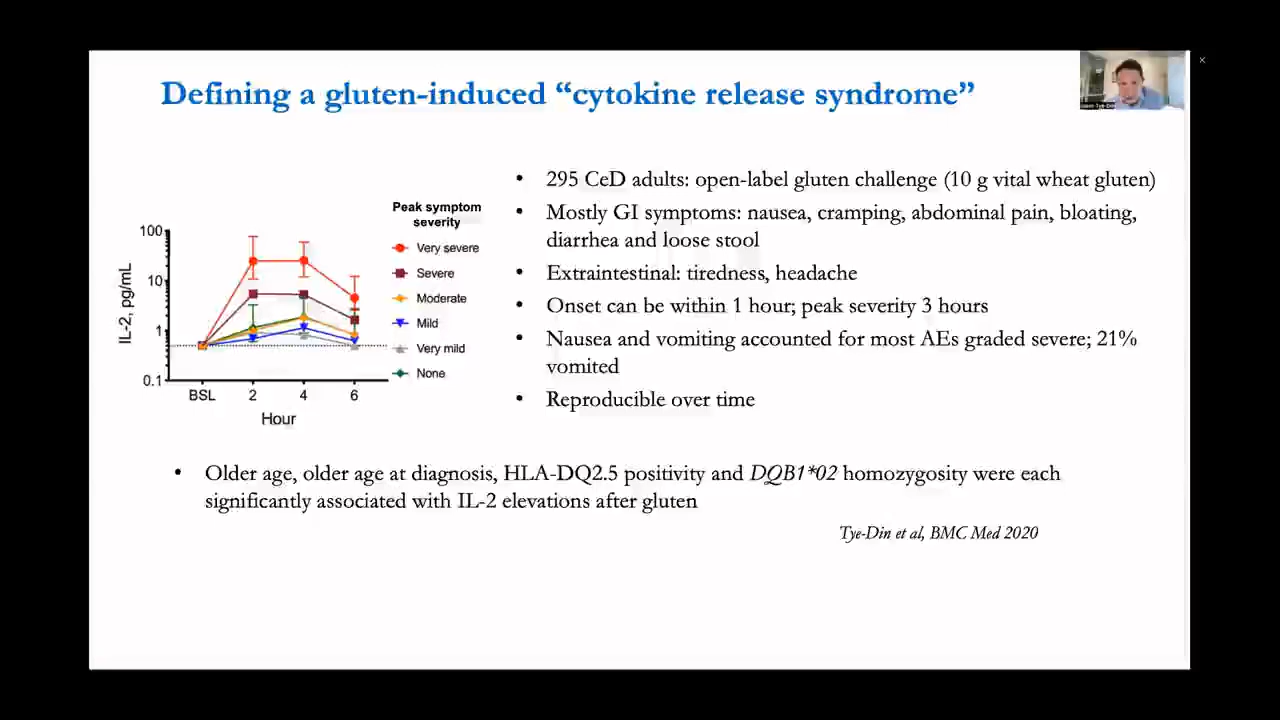 Defining a gluten-induced “cytokine release syndrome”
• 295 CeD adults: open-label gluten challenge (10 g vital wheat gluten)
• Mostly GI symptoms: nausea, cramping, abdominal pain, bloating,
diarrhea and loose stool
• Extraintestinal: tiredness, headache
• Onset can be within 1 hour; peak severity 3 hours
• Nausea and vomiting accounted for most AEs graded severe; 21%
vomited
• Reproducible over time
Peak symptom
severity
Very severe
Severe
Moderate
Mild
Very mild
None
IL-2, pg/mL
100
10
1
0.1
BSL 2 4 6
Hour
• Older age, older age at diagnosis, HLA-DQ2.5 positivity and DQB1*02 homozygosity were each
significantly associated with IL-2 elevations after gluten
Tye-Din et al, BMC Med 2020